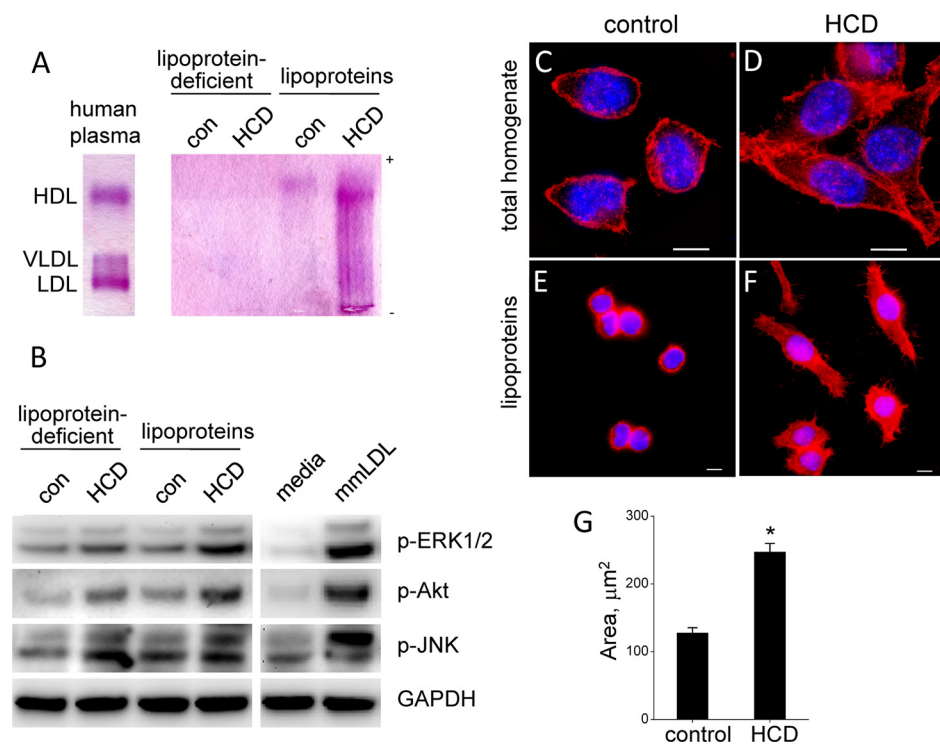 A
lipoprotein-
deficient
lipoproteins
human
plasma
con
HCD
con
HCD
+
HDL
VLDL
LDL
-
B
lipoprotein-
deficient
lipoproteins
con
HCD
con
HCD
media
mmLDL
p-ERK1/2
p-Akt
p-JNK
GAPDH
control
HCD
total homogenate
C
D
lipoproteins
E
F
G
Area, μm²
300
200
100
0
*
control
HCD